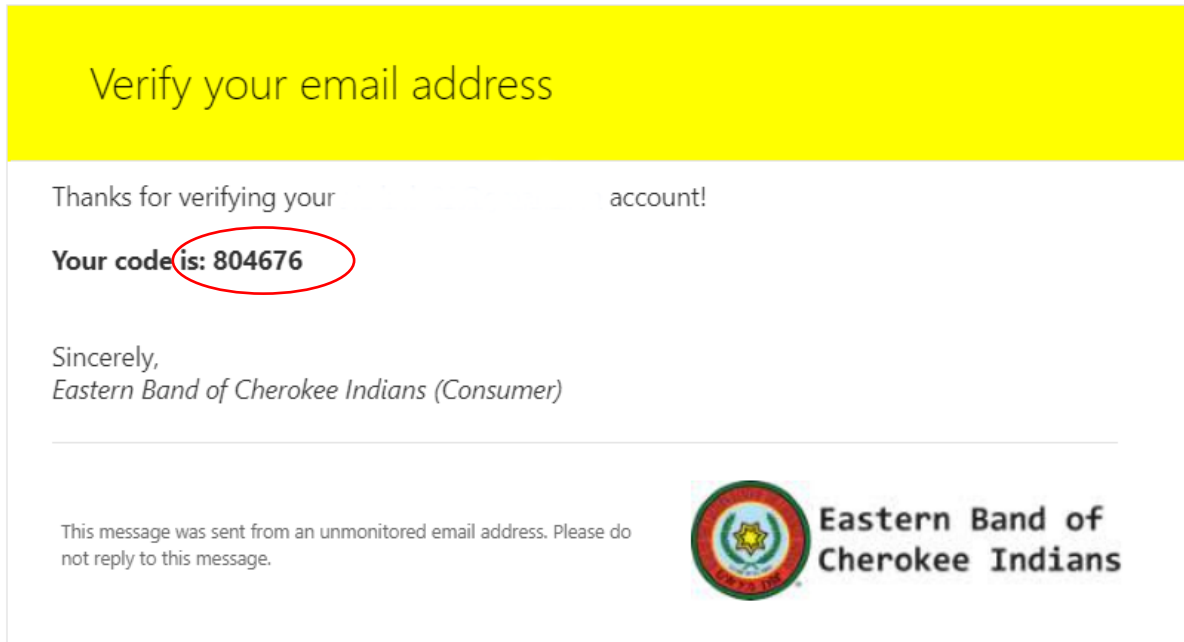 Verify your email address
Thanks for verifying your account!
Your code is: 804676
Sincerely,
Eastern Band of Cherokee Indians (Consumer)
This message was sent from an unmonitored email address. Please do
not reply to this message.
Eastern Band of
Cherokee Indians